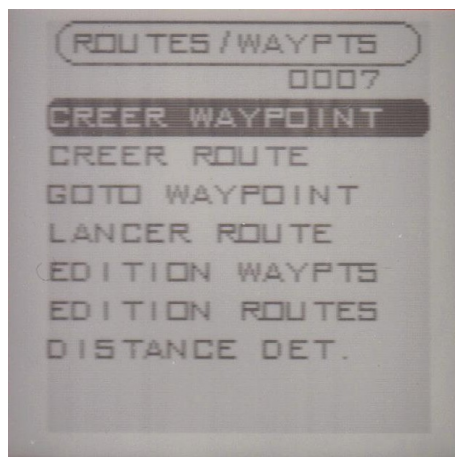 ROUTES/WAYPTS
0007
CREER WAYPOINT
CREER ROUTE
GOTO WAYPOINT
LANCER ROUTE
EDITION WAYPTS
EDITION ROUTES
DISTANCE DET.